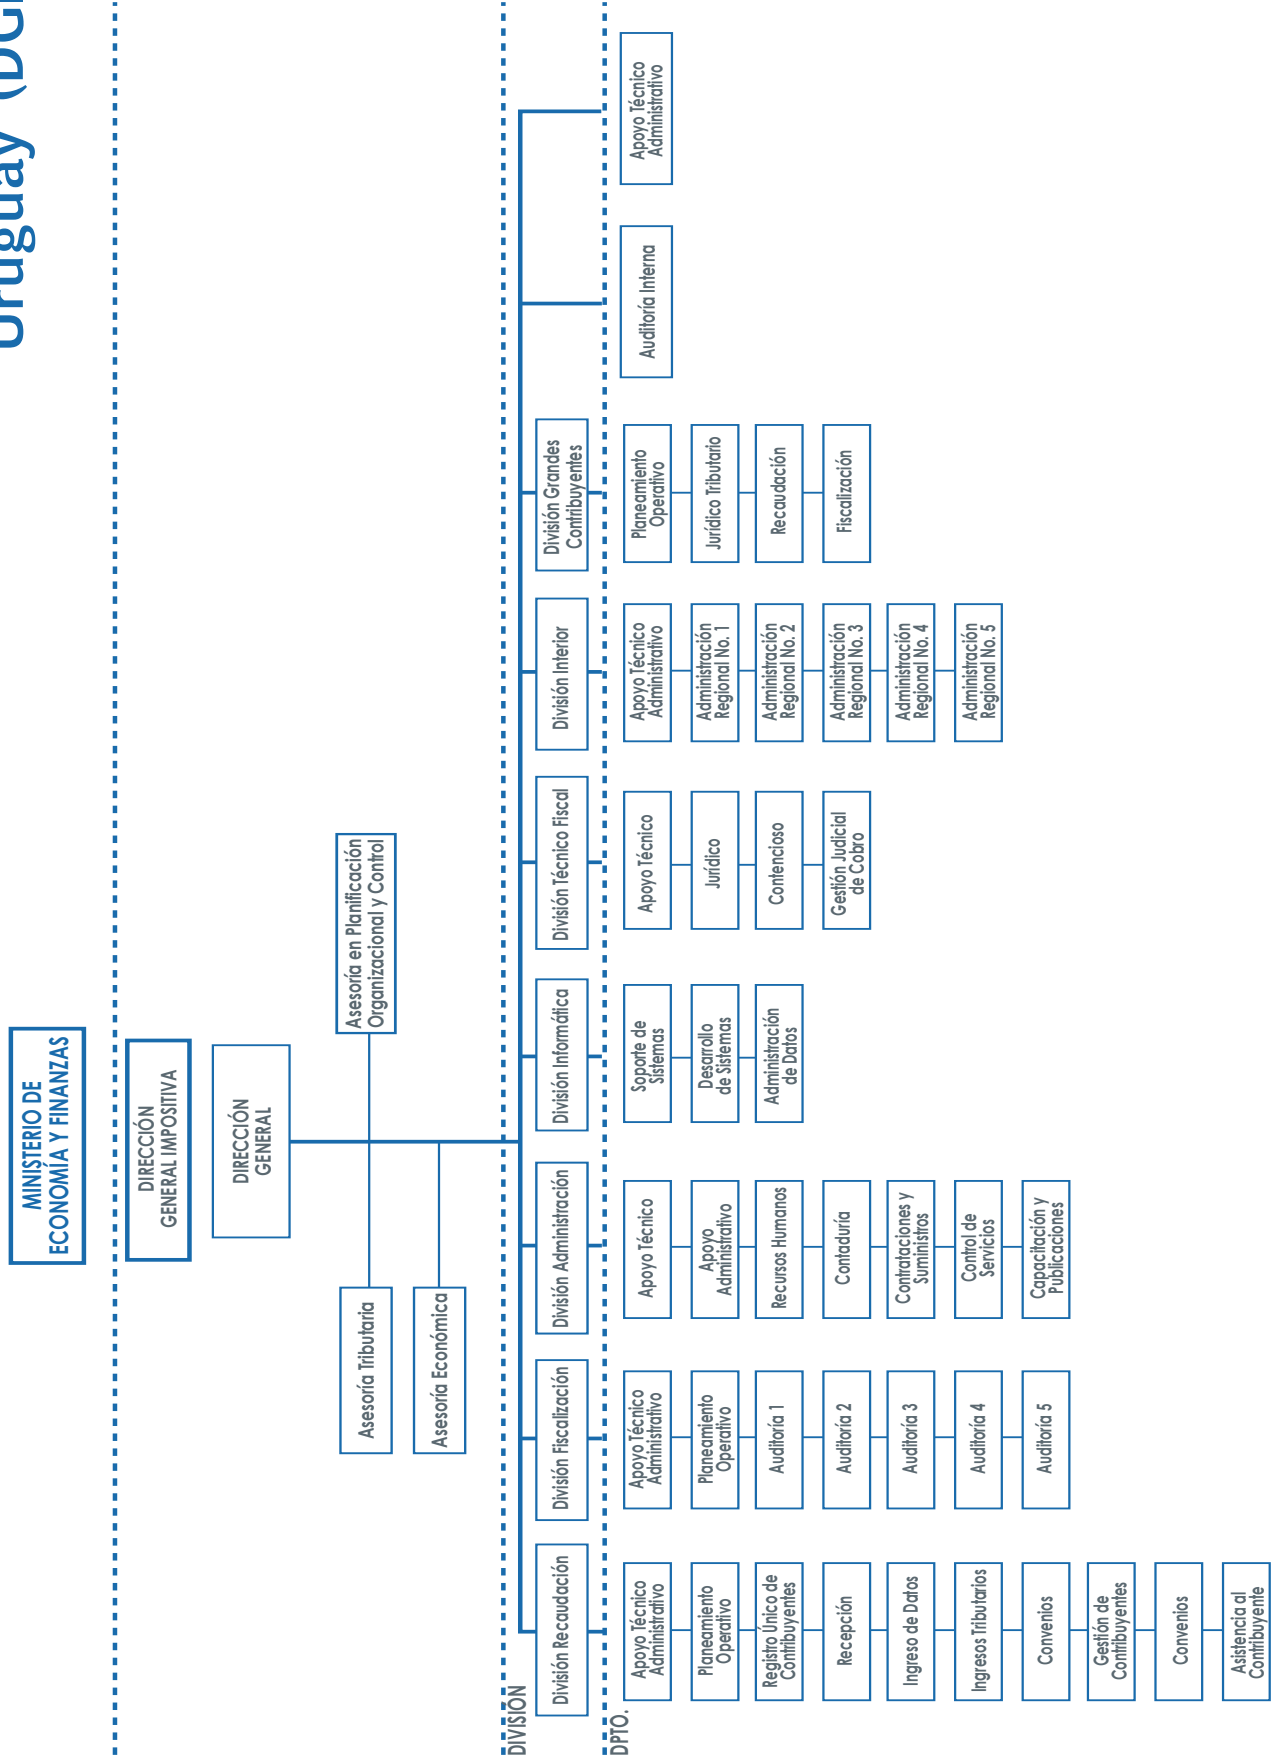 Uruguay (DGI
MINISTERIO DE
ECONOMÍA Y FINANZAS
DIRECCIÓN
GENERAL IMPOSITIVA
DIRECCIÓN
GENERAL
Asesoría Tributaria
Asesoría en Planificación
Organizacional y Control
Asesoría Económica
DIVISION
División Recaudación
División Fiscalización
División Administración
División Informática
División Técnico Fiscal
División Interior
División Grandes
Contribuyentes
DPTO.
Apoyo Técnico
Administrativo
Planeamiento
Operativo
Registro Único de
Contribuyentes
Recepción
Ingreso de Datos
Ingresos Tributarios
Convenios
Gestión de
Contribuyentes
Convenios
Asistencia al
Contribuyente
Apoyo Técnico
Administrativo
Planeamiento
Operativo
Auditoría 1
Auditoría 2
Auditoría 3
Auditoría 4
Auditoría 5
Apoyo Técnico
Apoyo
Administrativo
Recursos Humanos
Contaduría
Contrataciones y
Suministros
Control de
Servicios
Capacitación y
Publicaciones
Soporte de
Sistemas
Desarrollo
de Sistemas
Administración
de Datos
Apoyo Técnico
Jurídico
Contencioso
Gestión Judicial
de Cobro
Apoyo Técnico
Administrativo
Administración
Regional No. 1
Administración
Regional No. 2
Administración
Regional No. 3
Administración
Regional No. 4
Administración
Regional No. 5
Planeamiento
Operativo
Jurídico Tributario
Recaudación
Fiscalización
Auditoría Interna
Apoyo Técnico
Administrativo